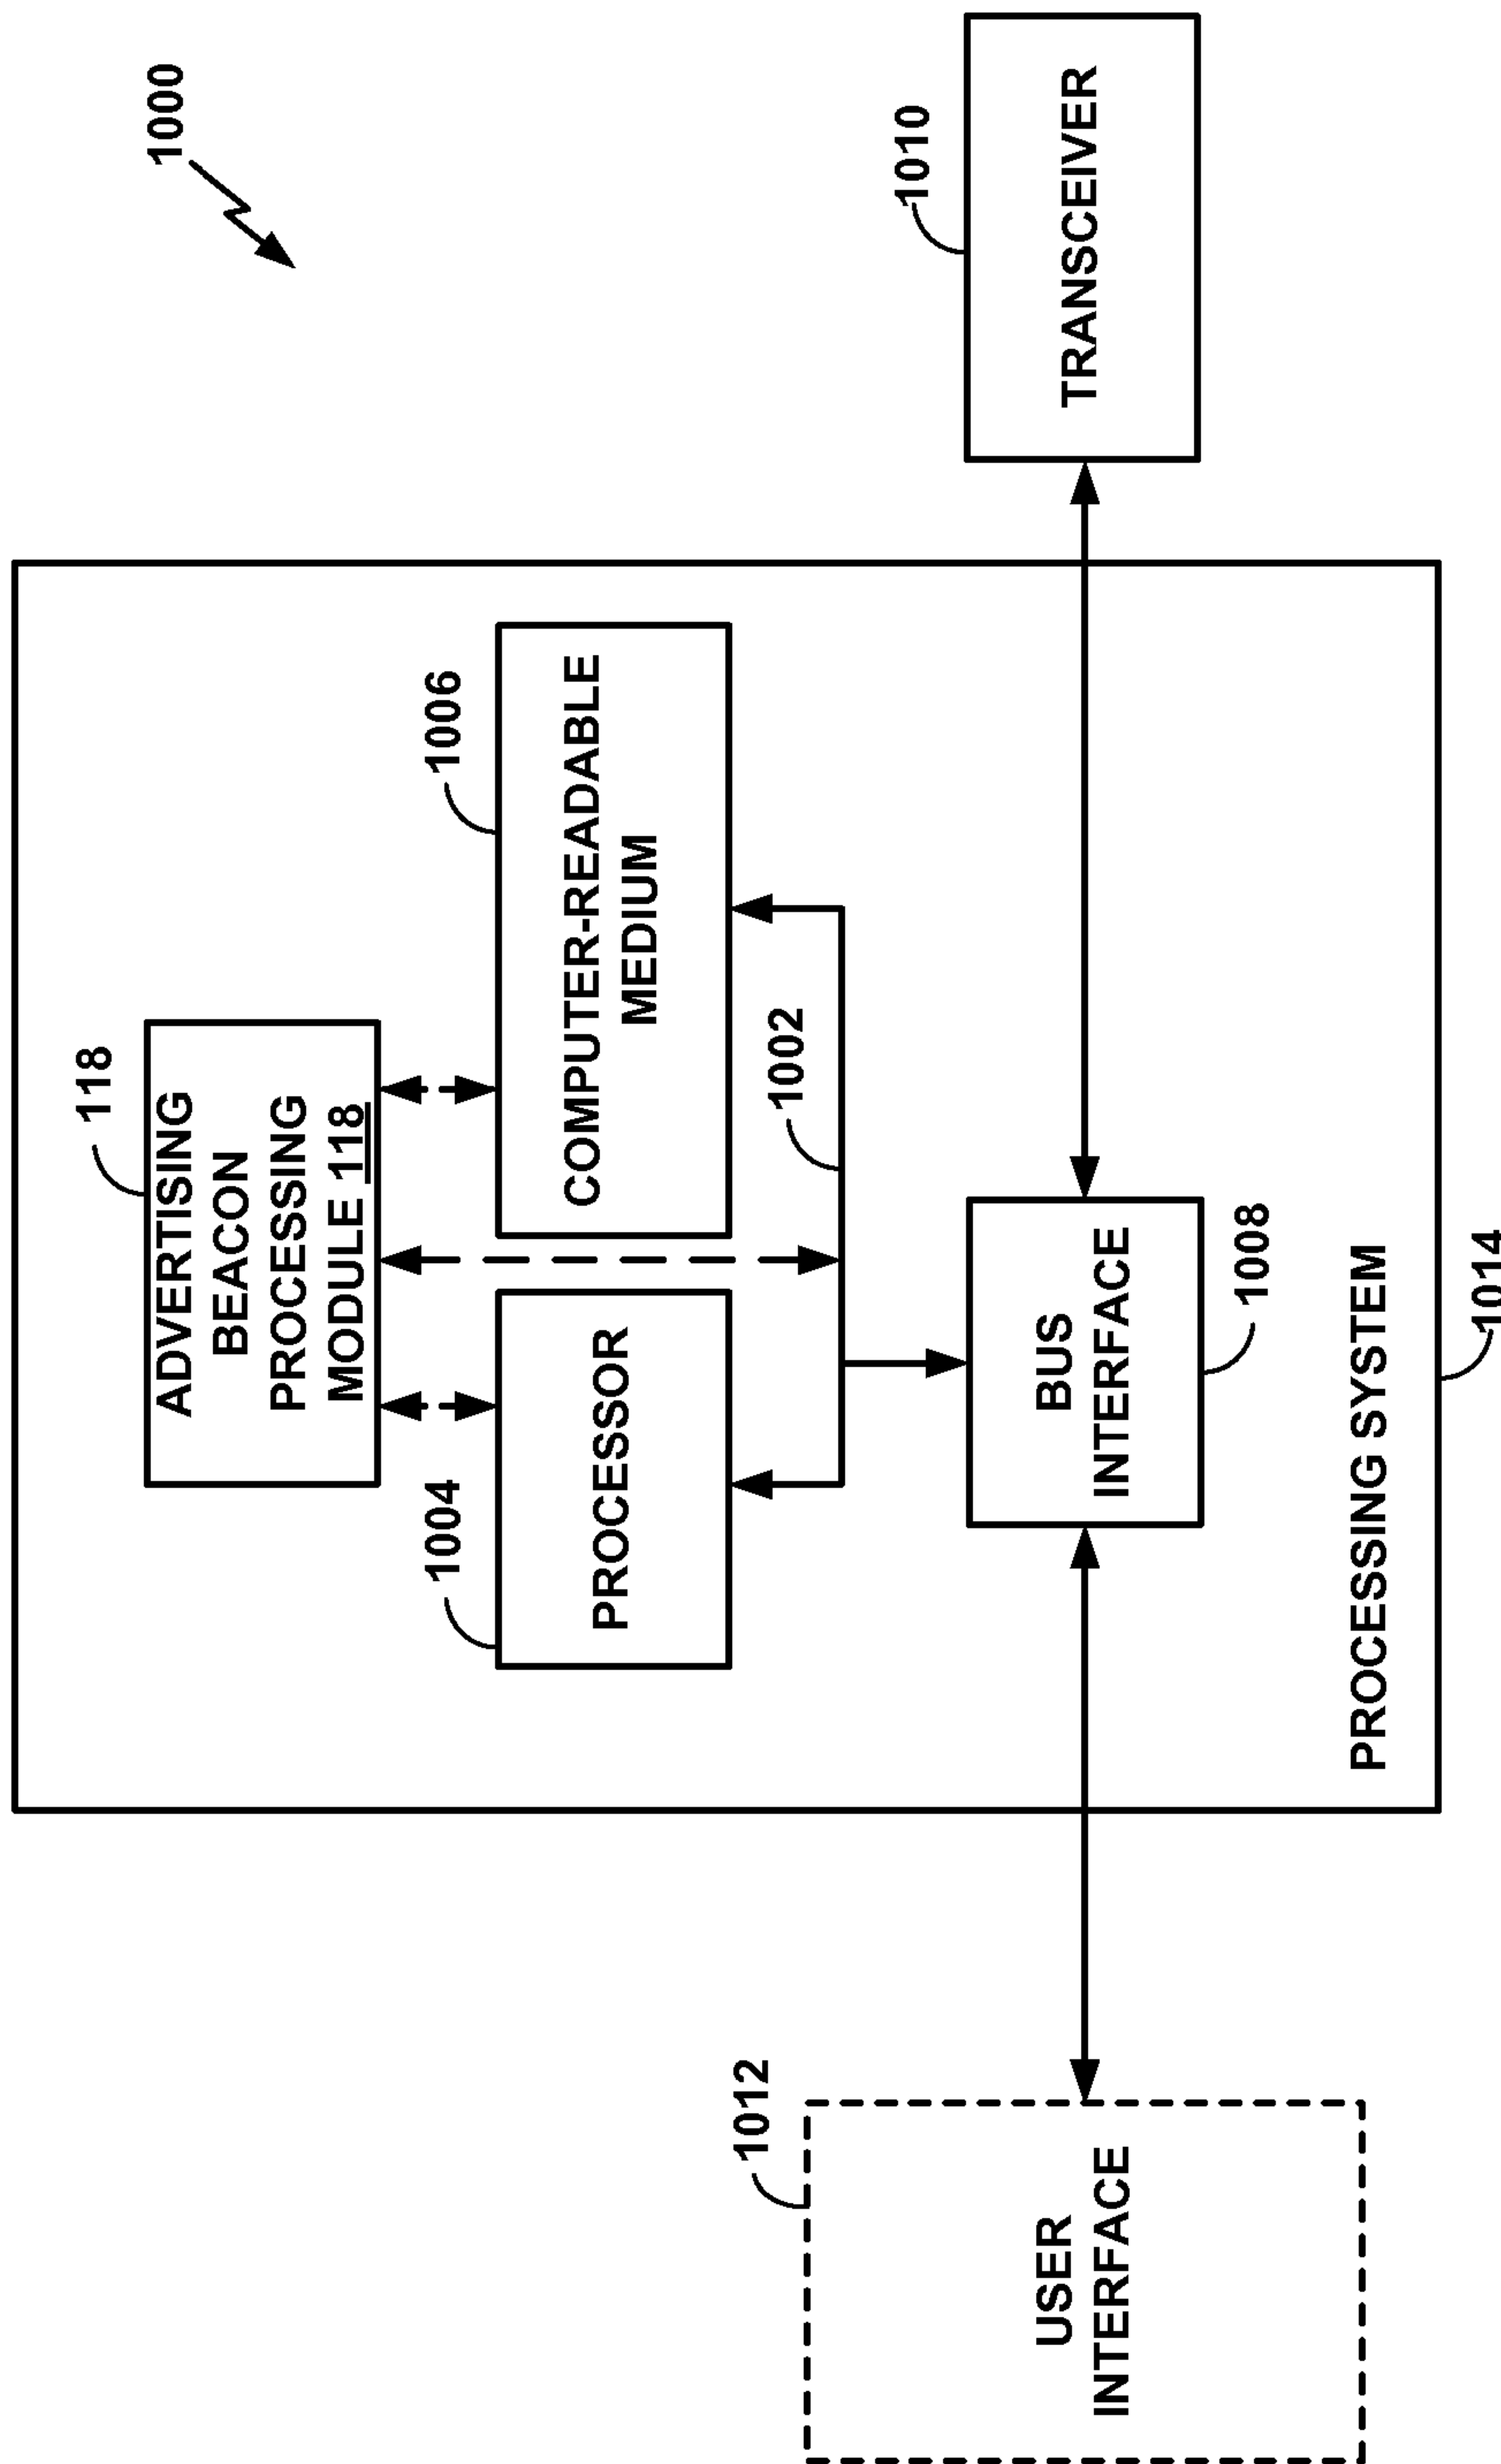 1000
118
ADVERTISING
BEACON
PROCESSING
MODULE 118
1004
1006
PROCESSOR
COMPUTER-READABLE
MEDIUM
1002
1012
1010
USER
INTERFACE
BUS
INTERFACE
TRANSCEIVER
1008
PROCESSING SYSTEM
1014